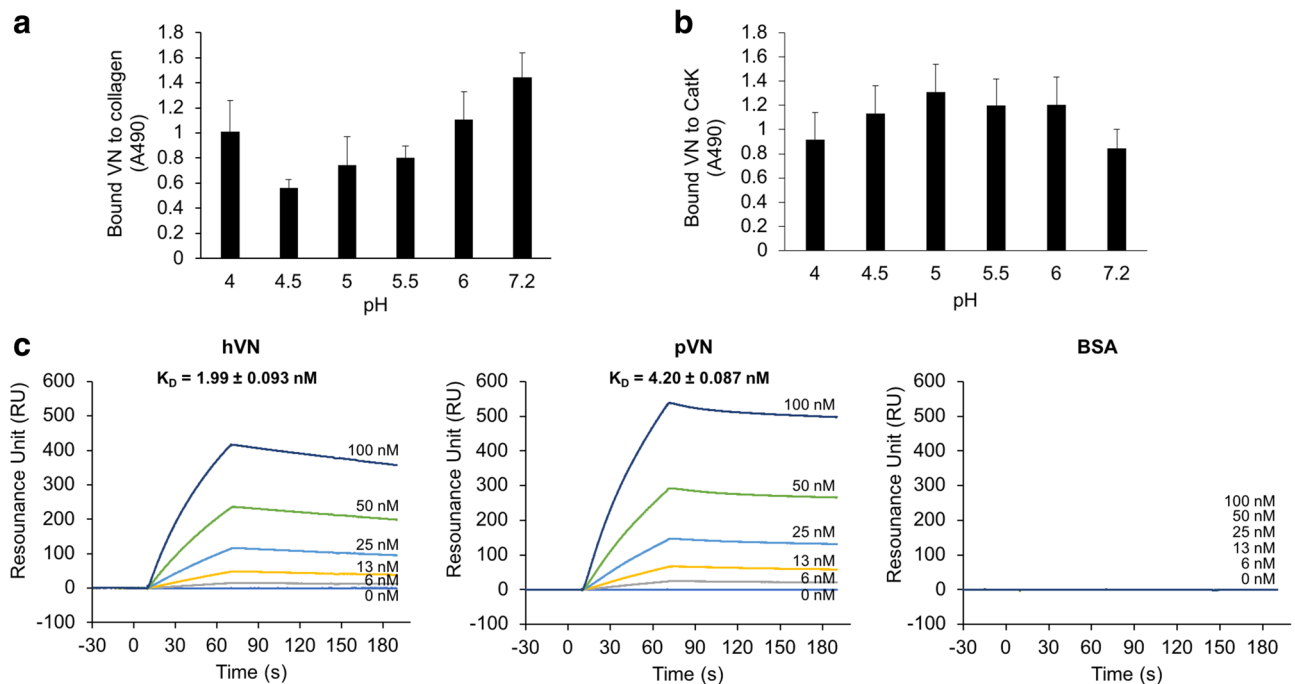 a
Bound VN to collagen
(A490)
1.8
1.6
1.4
1.2
1
0.8
0.6
0.4
0.2
0
4 4.5 5 5.5 6 7.2
pH
b
Bound VN to CatK
(A490)
1.8
1.6
1.4
1.2
1
0.8
0.6
0.4
0.2
0
4 4.5 5 5.5 6 7.2
pH
c
hVN
K_D = 1.99 ± 0.093 nM
Resounance Unit (RU)
600
500
400
300
200
100
0
-100
100 nM
50 nM
25 nM
13 nM
6 nM
0 nM
-30 0 30 60 90 120 150 180
Time (s)
pVN
K_D = 4.20 ± 0.087 nM
Resounance Unit (RU)
600
500
400
300
200
100
0
-100
100 nM
50 nM
25 nM
13 nM
6 nM
0 nM
-30 0 30 60 90 120 150 180
Time (s)
BSA
Resounance Unit (RU)
600
500
400
300
200
100
0
-100
100 nM
50 nM
25 nM
13 nM
6 nM
0 nM
-30 0 30 60 90 120 150 180
Time (s)